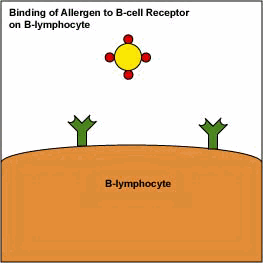 Binding of Allergen to B-cell Receptor
on B-lymphocyte
B-lymphocyte